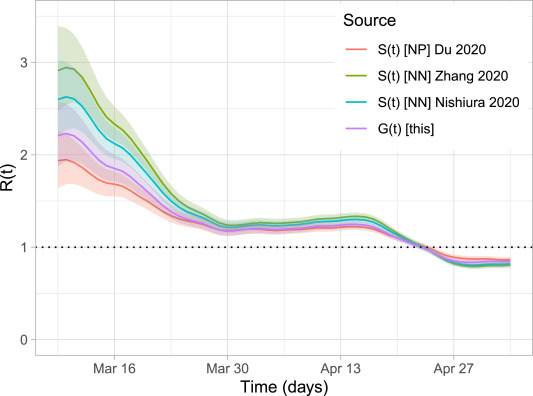 Source
S(t) [NP] Du 2020
S(t) [NN] Zhang 2020
S(t) [NN] Nishiura 2020
G(t) [this]
R(t)
3
2
1
0
Mar 16
Mar 30
Apr 13
Apr 27
Time (days)